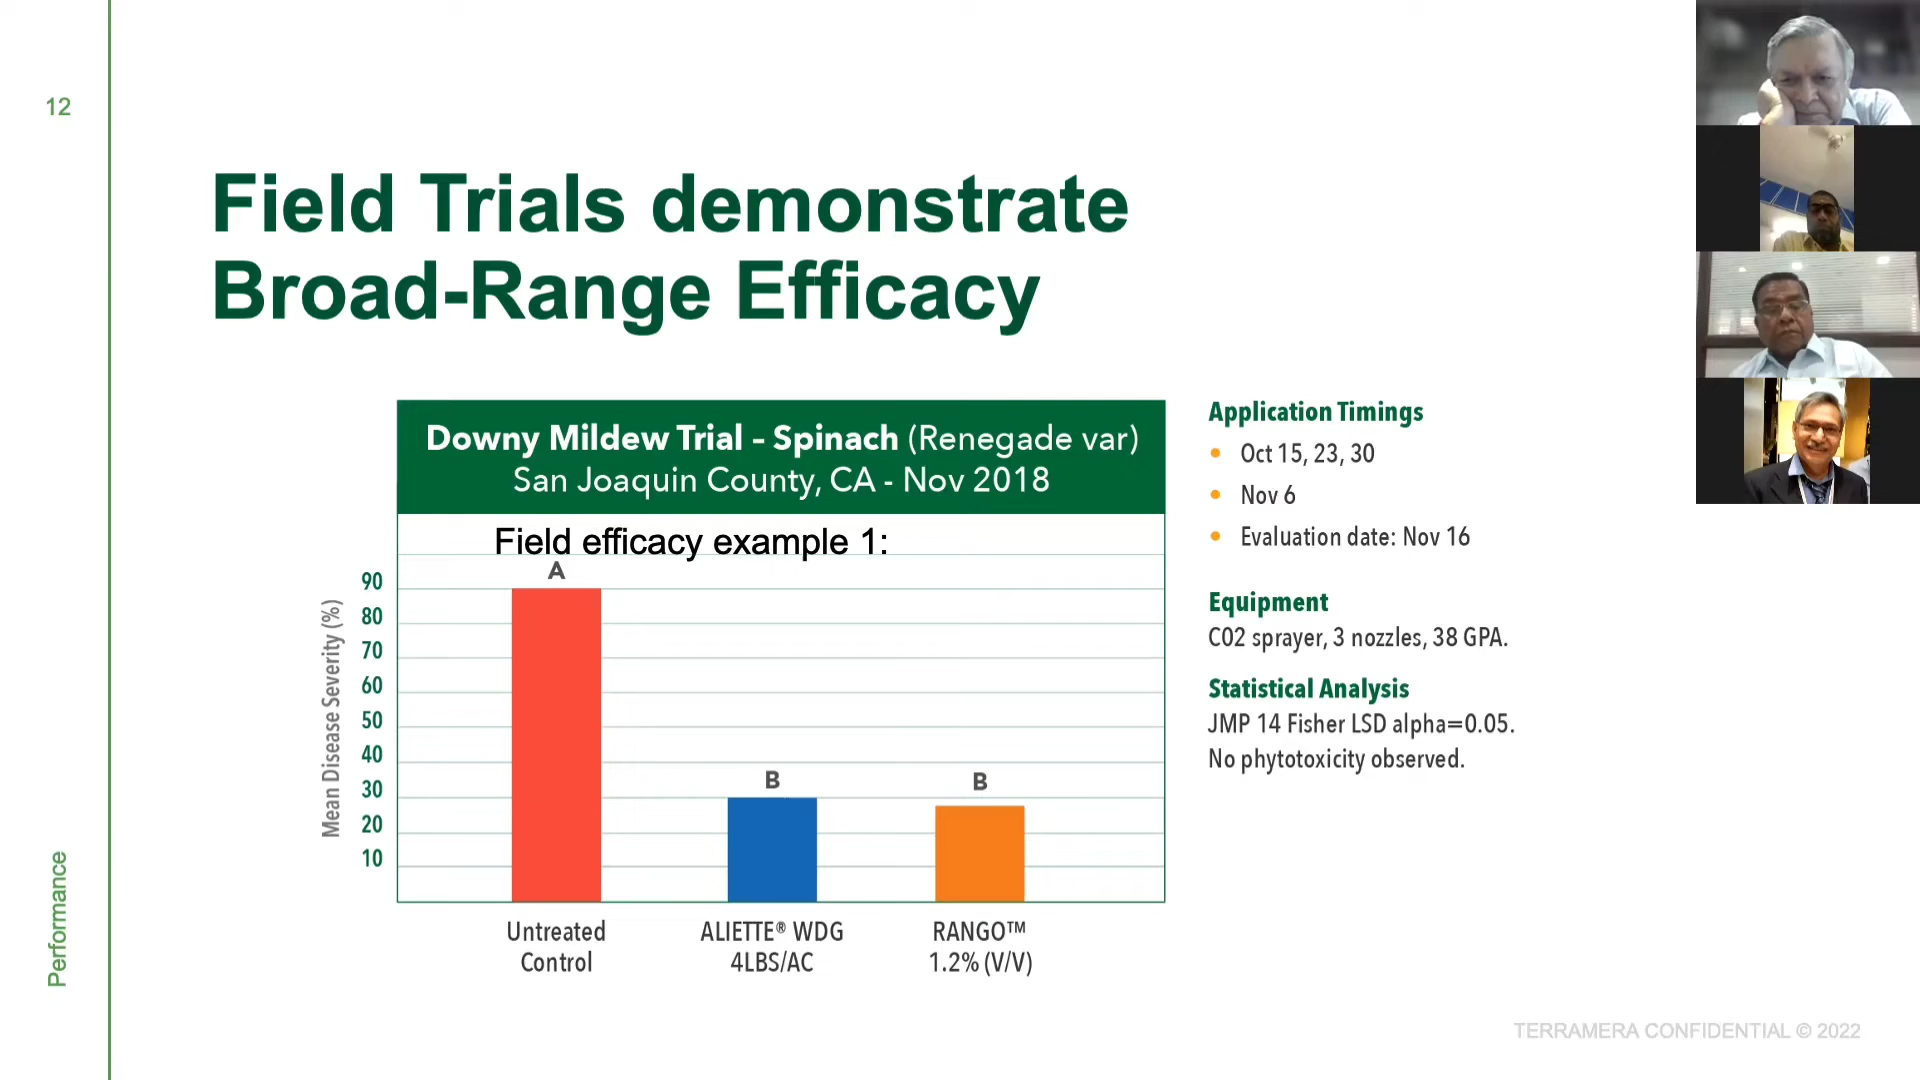 12
Field Trials demonstrate
Broad-Range Efficacy
Downy Mildew Trial - Spinach (Renegade var)
San Joaquin County, CA - Nov 2018
Field efficacy example 1:
Mean Disease Severity (%)
90
80
70
60
50
40
30
20
10
A
B
B
Untreated
Control
ALIETTE® WDG
4LBS/AC
RANGO™
1.2% (V/V)
Application Timings
• Oct 15, 23, 30
• Nov 6
• Evaluation date: Nov 16
Equipment
CO2 sprayer, 3 nozzles, 38 GPA.
Statistical Analysis
JMP 14 Fisher LSD alpha=0.05.
No phytotoxicity observed.
Performance
TERRAMERA CONFIDENTIAL © 2022